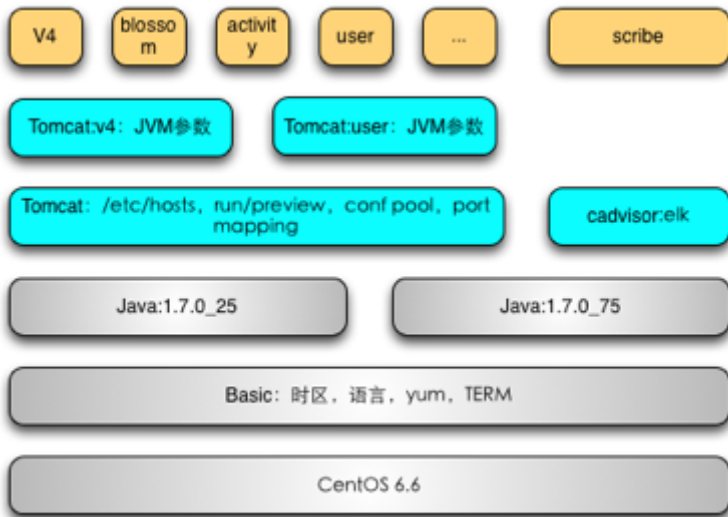 V4
blosso
m
activit
y
user
...
scribe
Tomcat:v4：JVM参数
Tomcat:user：JVM参数
Tomcat：/etc/hosts，run/preview，conf pool，port
mapping
cadvisor:elk
Java:1.7.0_25
Java:1.7.0_75
Basic：时区，语言，yum，TERM
CentOS 6.6